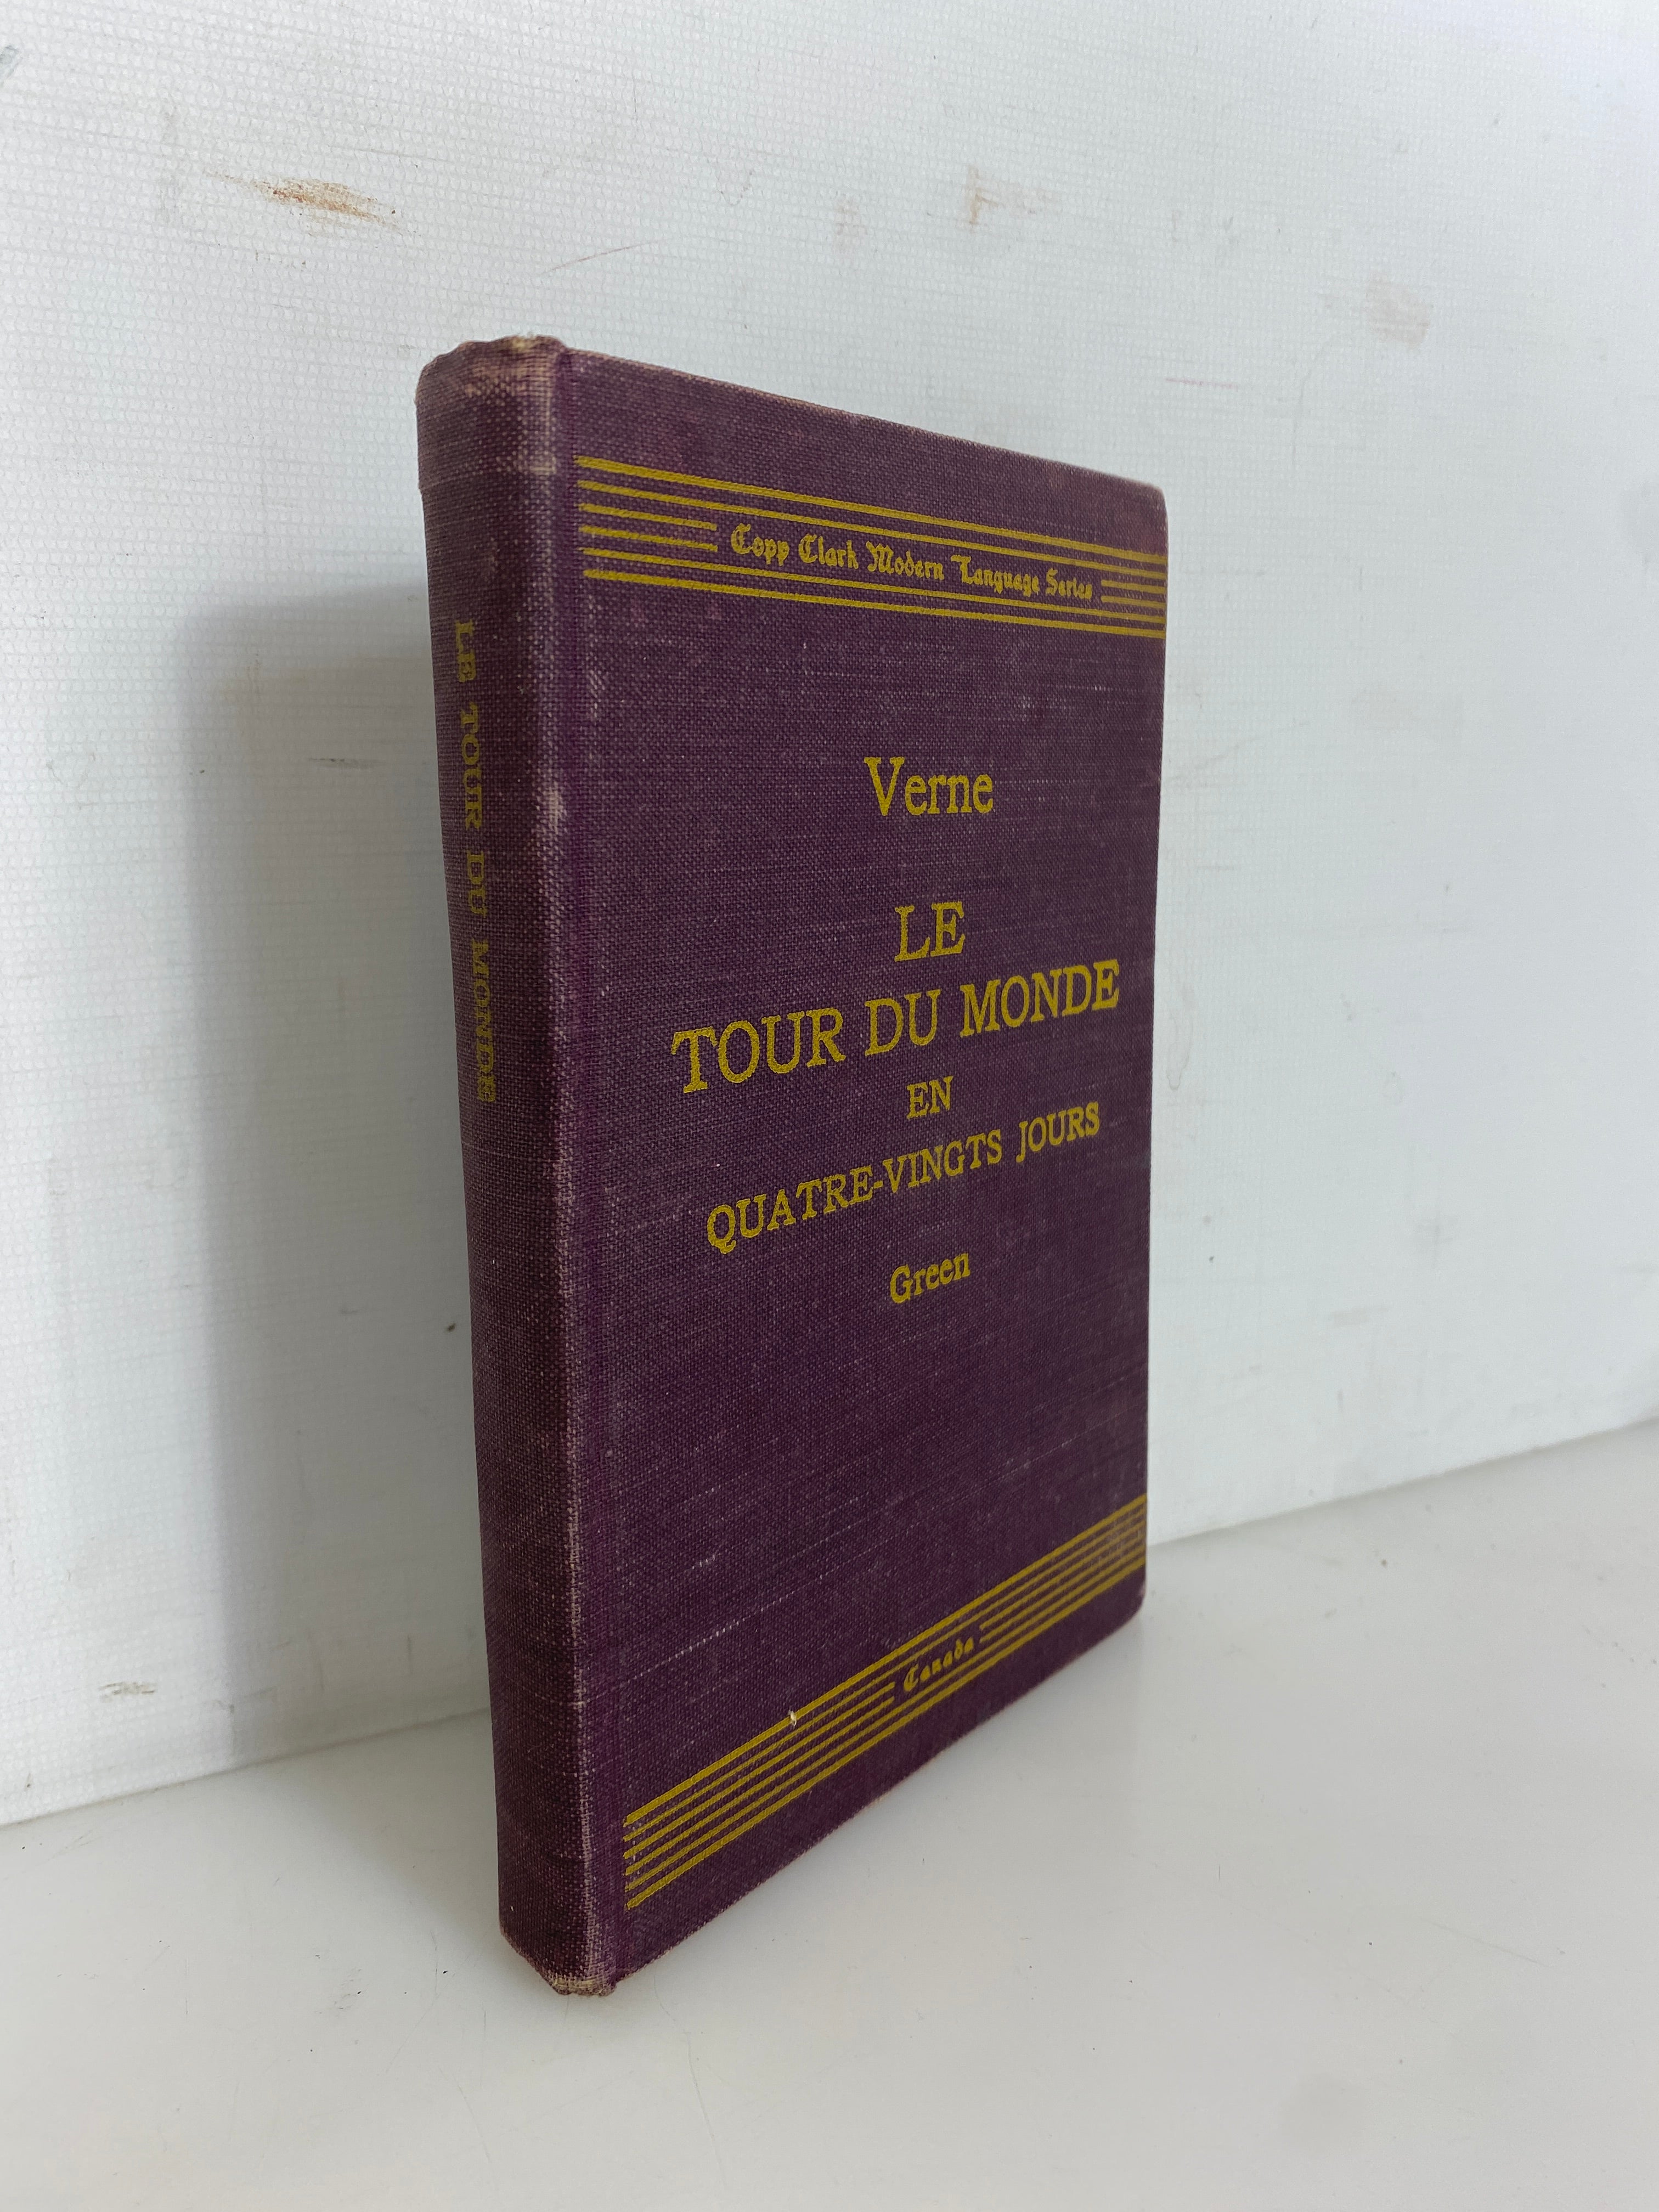 LE TOUR DU MONDE
Copp Clark Modern Language Series
Verne
LE
TOUR DU MONDE
EN
QUATRE-VINGTS JOURS
Green
Canada